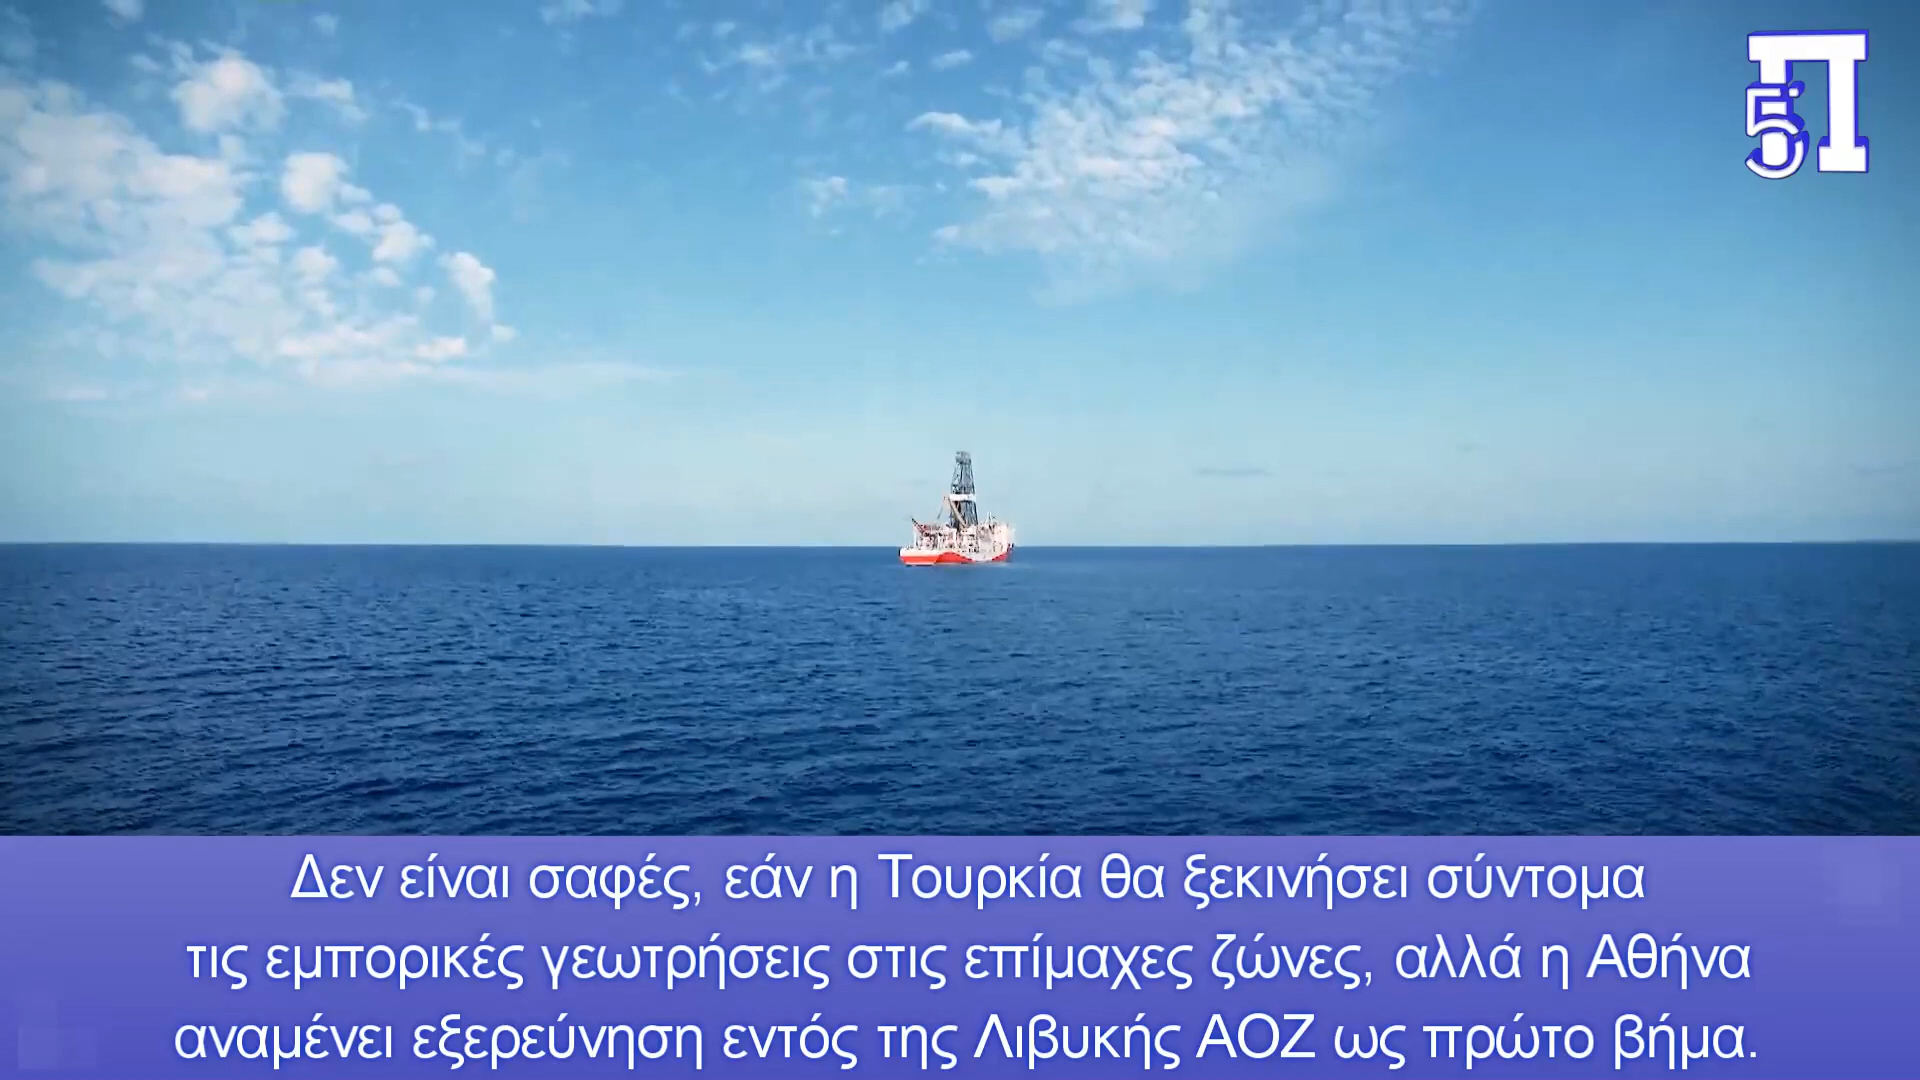 5'Π
Δεν είναι σαφές, εάν η Τουρκία θα ξεκινήσει σύντομα
τις εμπορικές γεωτρήσεις στις επίμαχες ζώνες, αλλά η Αθήνα
αναμένει εξερεύνηση εντός της Λιβυκής ΑΟΖ ως πρώτο βήμα.